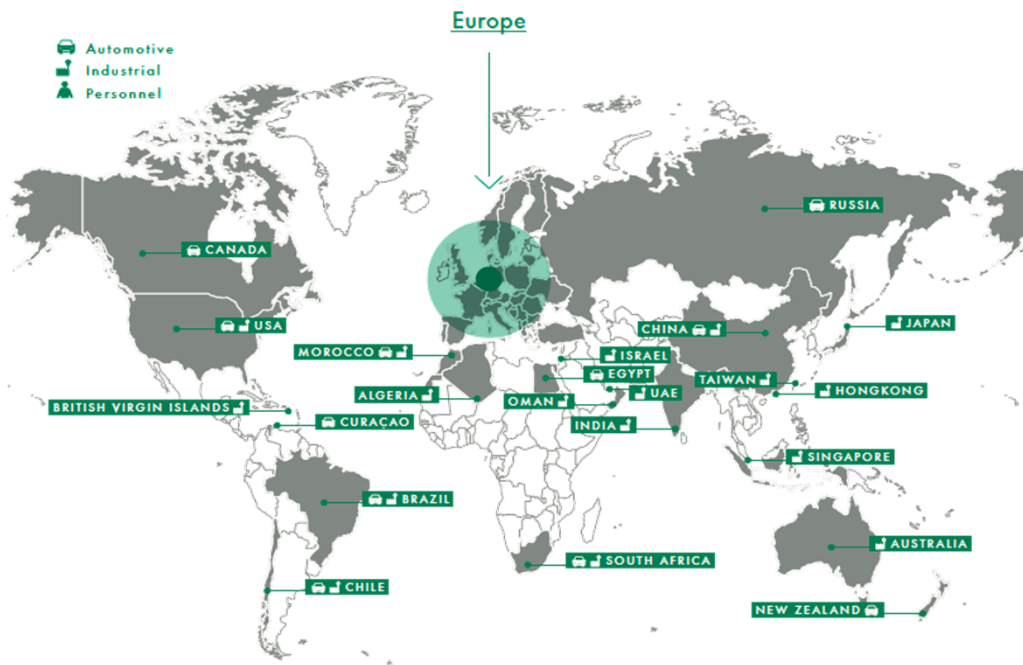 Europe
Automotive
Industrial
Personnel
RUSSIA
CANADA
USA
CHINA
JAPAN
MOROCCO
ISRAEL
EGYPT
TAIWAN
ALGERIA
OMAN
UAE
HONGKONG
BRITISH VIRGIN ISLANDS
CURAÇAO
INDIA
SINGAPORE
BRAZIL
AUSTRALIA
SOUTH AFRICA
CHILE
NEW ZEALAND